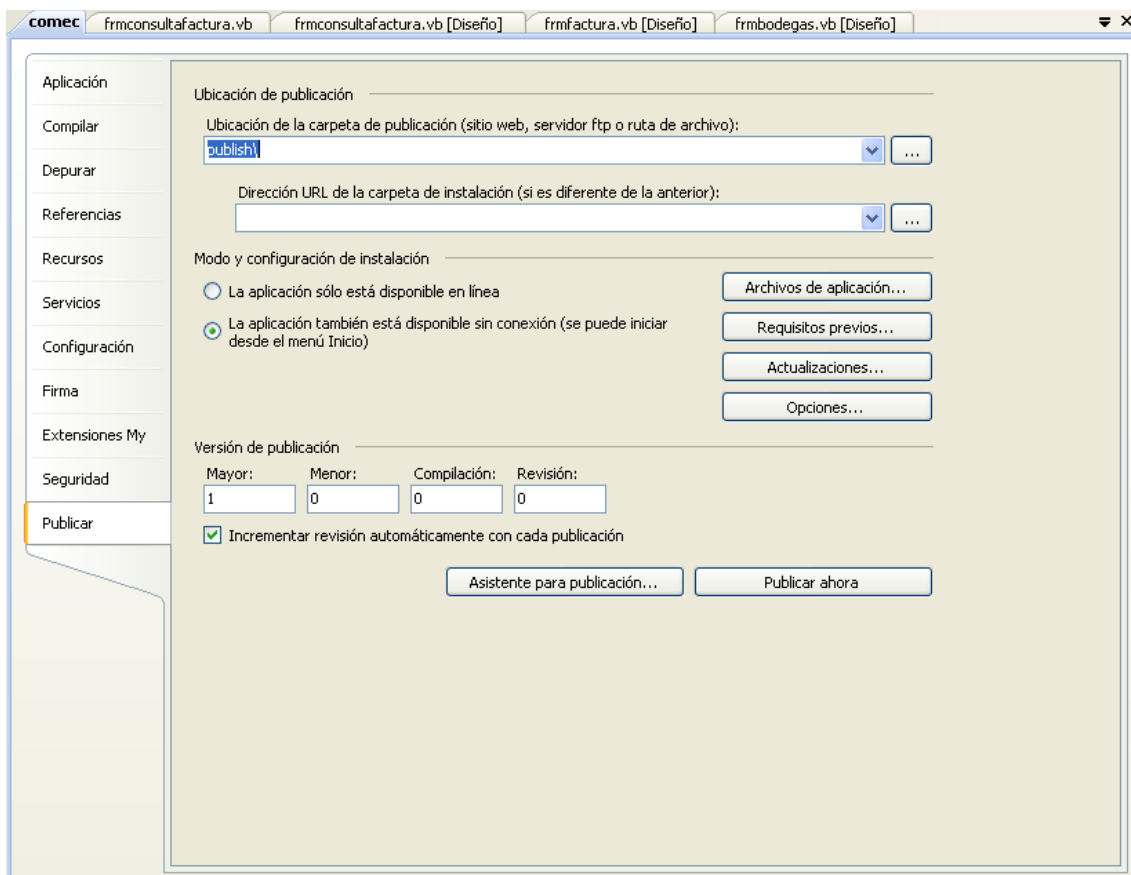 comec frmconsultafactura.vb frmconsultafactura.vb [Diseño] frmfactura.vb [Diseño] frmbodegas.vb [Diseño]
Aplicación
Compilar
Depurar
Referencias
Recursos
Servicios
Configuración
Firma
Extensiones My
Seguridad
Publicar
Ubicación de publicación
Ubicación de la carpeta de publicación (sitio web, servidor ftp o ruta de archivo):
publish\
...
Dirección URL de la carpeta de instalación (si es diferente de la anterior):
...
Modo y configuración de instalación
La aplicación sólo está disponible en línea
La aplicación también está disponible sin conexión (se puede iniciar
desde el menú Inicio)
Archivos de aplicación...
Requisitos previos...
Actualizaciones...
Opciones...
Versión de publicación
Mayor: Menor: Compilación: Revisión:
1 0 0 0
Incrementar revisión automáticamente con cada publicación
Asistente para publicación... Publicar ahora